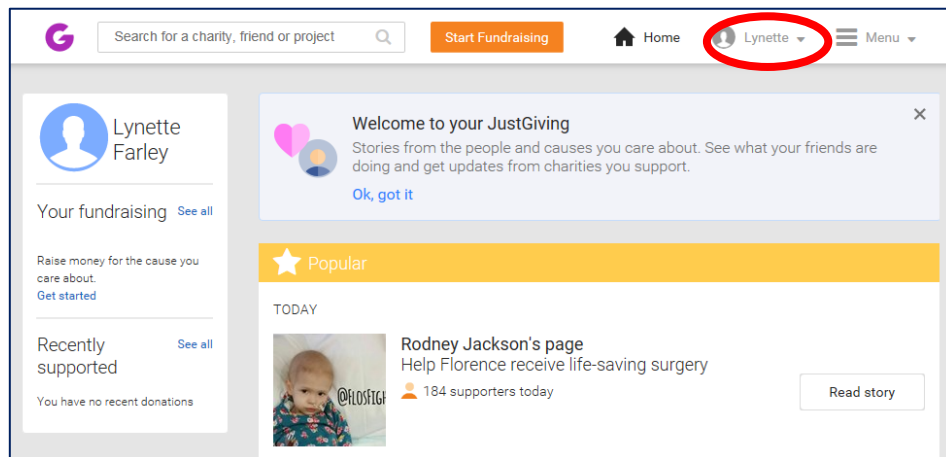 G
Search for a charity, friend or project
Start Fundraising
Home
Lynette
Menu
Lynette
Farley
Your fundraising See all
Raise money for the cause you
care about.
Get started
Recently
supported
See all
You have no recent donations
Welcome to your JustGiving
Stories from the people and causes you care about. See what your friends are
doing and get updates from charities you support.
Ok, got it
Popular
TODAY
@FLOSFIGH
Rodney Jackson's page
Help Florence receive life-saving surgery
184 supporters today
Read story